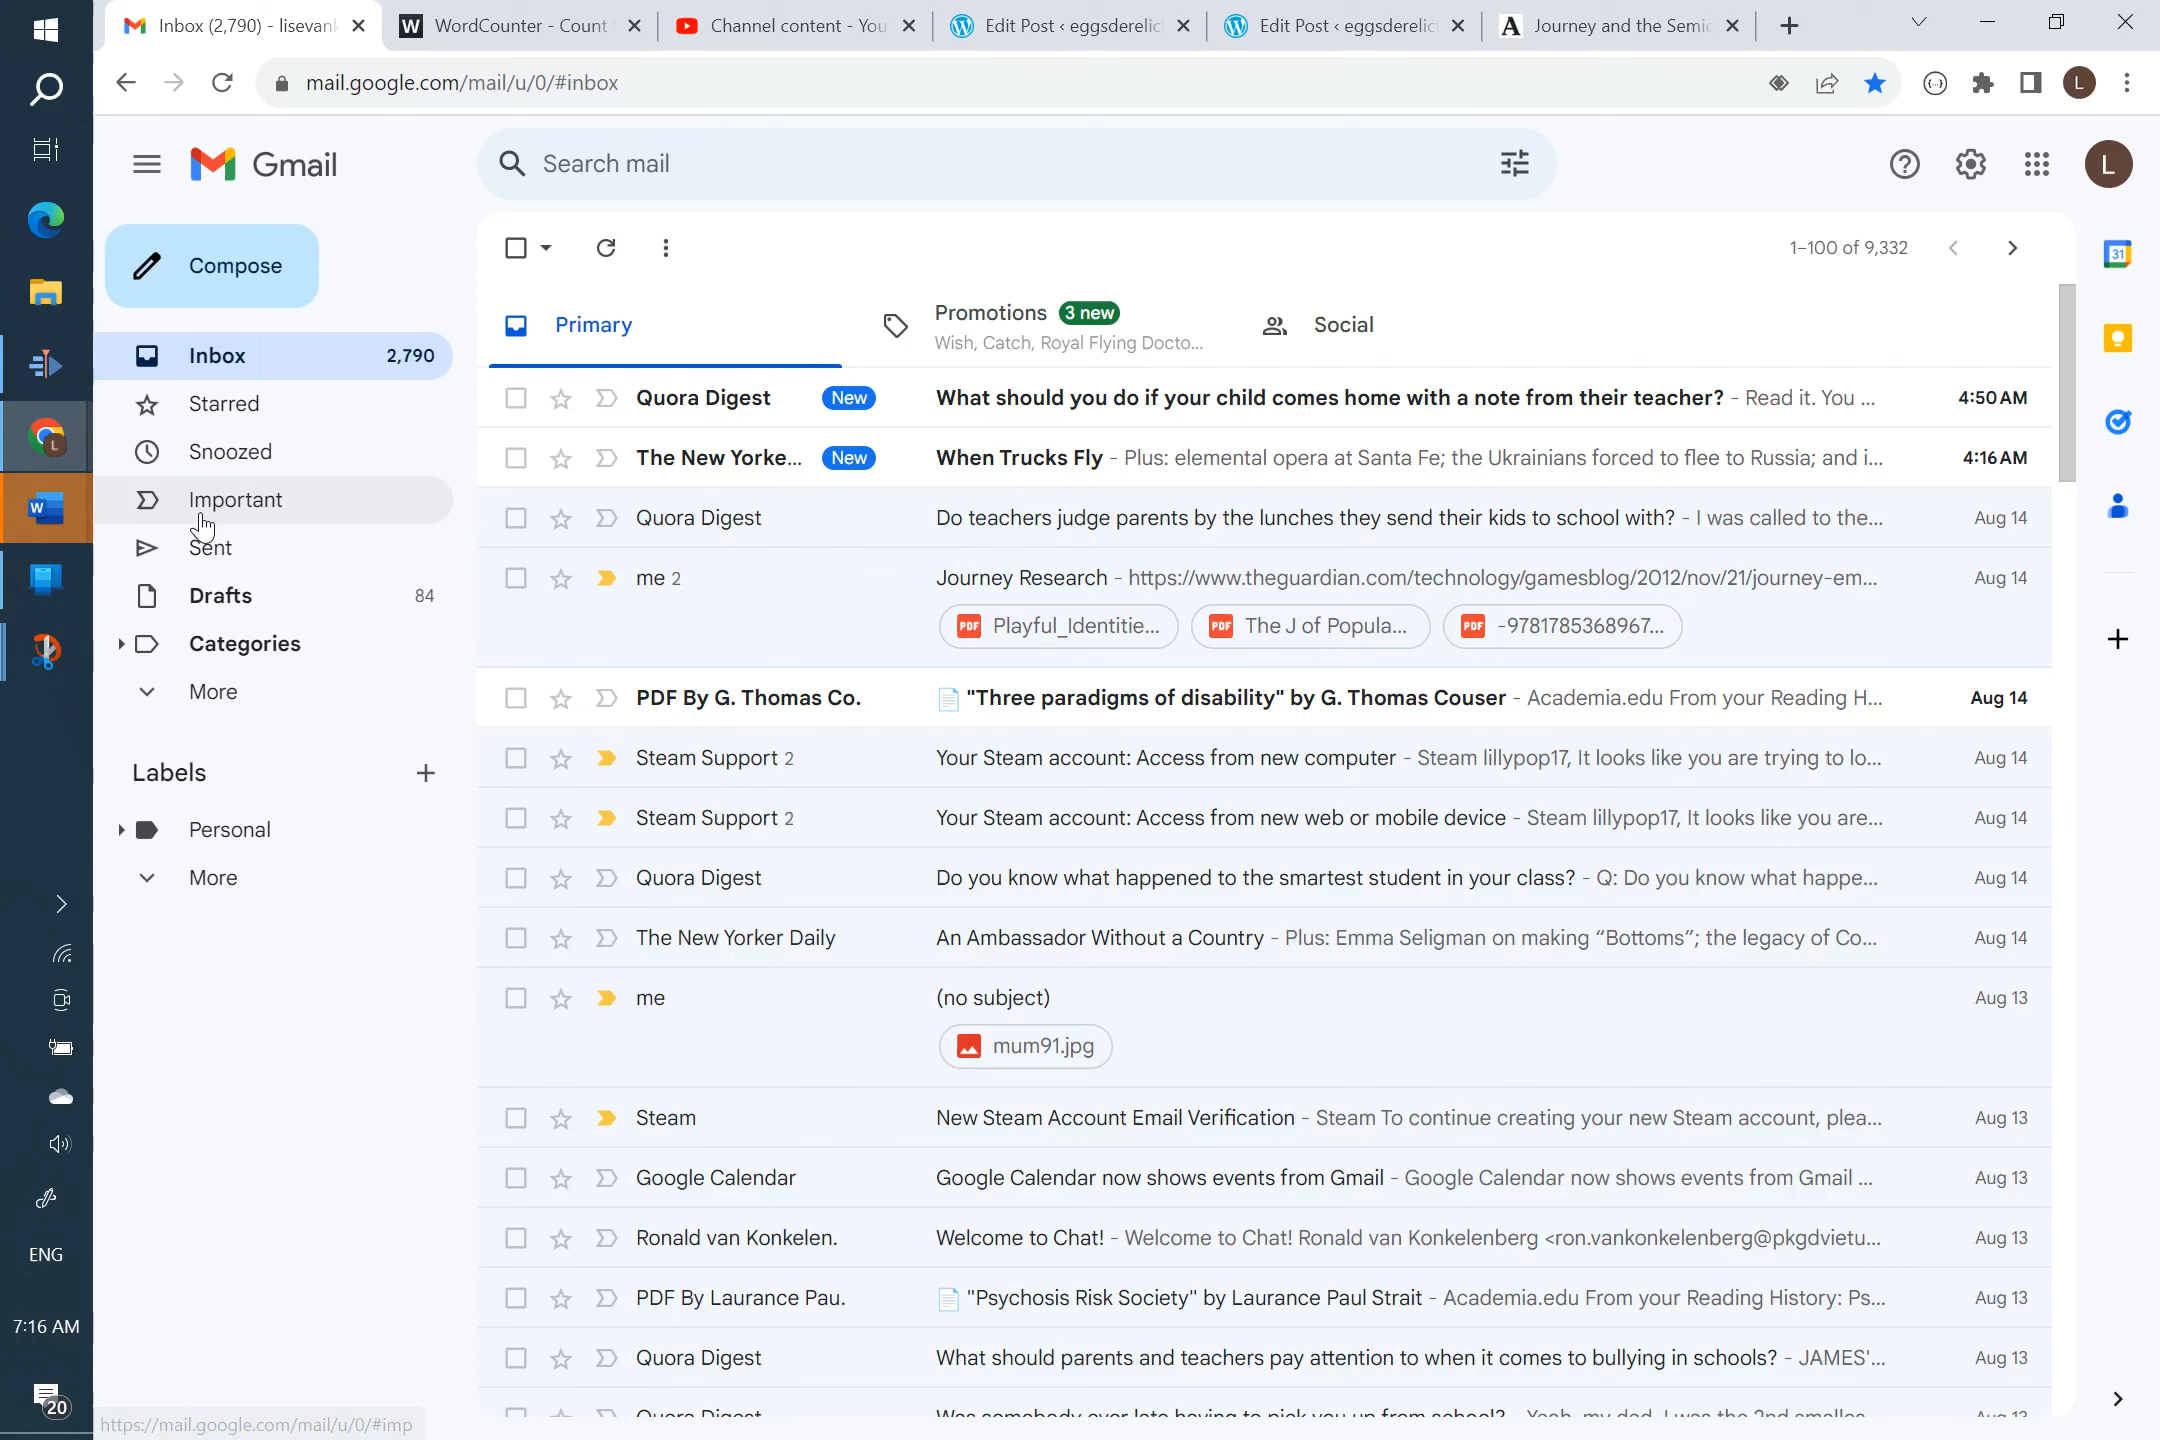 Inbox (2,790) - lisevank
WordCounter - Count
Channel content - You
Edit Post ‹ eggsderelict
Edit Post ‹ eggsderelict
Journey and the Semic
mail.google.com/mail/u/0/#inbox
L
Gmail
Search mail
L
Compose
1–100 of 9,332
31
Primary
Promotions 3 new
Wish, Catch, Royal Flying Docto...
Social
Inbox 2,790
Starred
Snoozed
Important
Sent
Drafts 84
Categories
More
Labels
Personal
More
Quora Digest New What should you do if your child comes home with a note from their teacher? - Read it. You ... 4:50 AM
The New Yorke... New When Trucks Fly - Plus: elemental opera at Santa Fe; the Ukrainians forced to flee to Russia; and i... 4:16 AM
Quora Digest Do teachers judge parents by the lunches they send their kids to school with? - I was called to the... Aug 14
me 2 Journey Research - https://www.theguardian.com/technology/gamesblog/2012/nov/21/journey-em... Aug 14
PDF Playful_Identitie... PDF The J of Popula... PDF -9781785368967...
PDF By G. Thomas Co. "Three paradigms of disability" by G. Thomas Couser - Academia.edu From your Reading H... Aug 14
Steam Support 2 Your Steam account: Access from new computer - Steam lillypop17, It looks like you are trying to lo... Aug 14
Steam Support 2 Your Steam account: Access from new web or mobile device - Steam lillypop17, It looks like you are... Aug 14
Quora Digest Do you know what happened to the smartest student in your class? - Q: Do you know what happe... Aug 14
The New Yorker Daily An Ambassador Without a Country - Plus: Emma Seligman on making “Bottoms”; the legacy of Co... Aug 14
me (no subject) Aug 13
mum91.jpg
Steam New Steam Account Email Verification - Steam To continue creating your new Steam account, plea... Aug 13
Google Calendar Google Calendar now shows events from Gmail - Google Calendar now shows events from Gmail ... Aug 13
Ronald van Konkelen. Welcome to Chat! - Welcome to Chat! Ronald van Konkelenberg <ron.vankonkelenberg@pkgdvietu... Aug 13
PDF By Laurance Pau. "Psychosis Risk Society" by Laurance Paul Strait - Academia.edu From your Reading History: Ps... Aug 13
Quora Digest What should parents and teachers pay attention to when it comes to bullying in schools? - JAMES'... Aug 13
ENG
7:16 AM
20
https://mail.google.com/mail/u/0/#imp